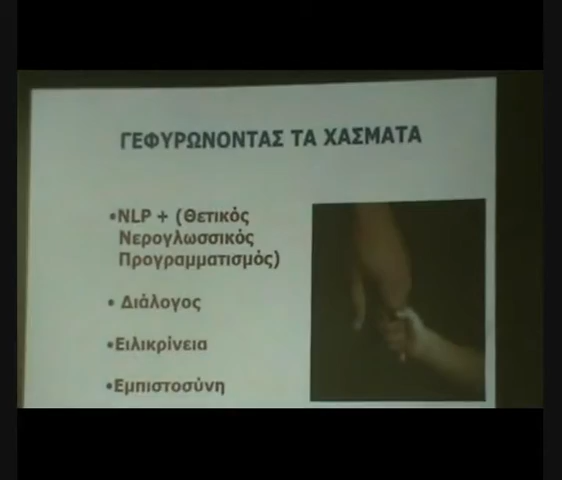 ΓΕΦΥΡΩΝΟΝΤΑΣ ΤΑ ΧΑΣΜΑΤΑ
•NLP + (Θετικός
Νερογλωσσικός
Προγραμματισμός)
• Διάλογος
•Ειλικρίνεια
•Εμπιστοσύνη